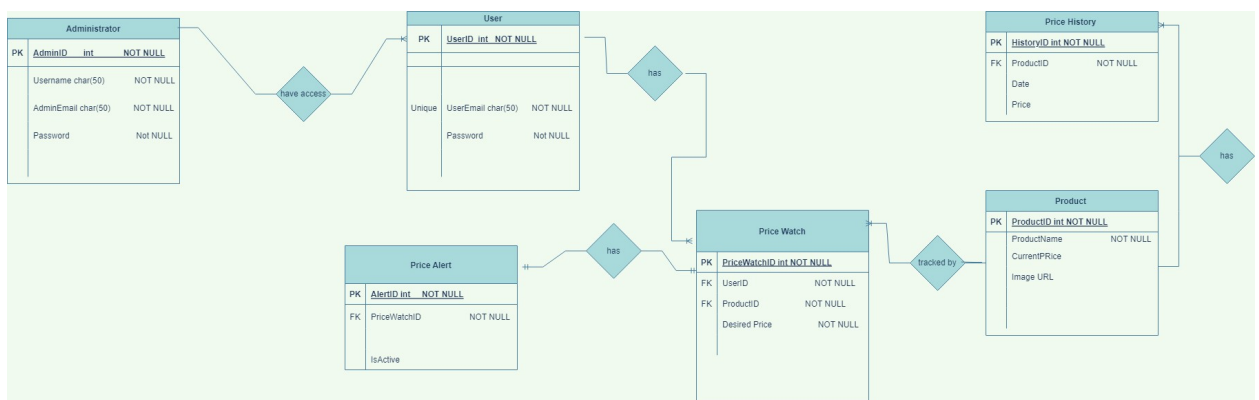 Administrator
PK AdminID int NOT NULL
Username char(50) NOT NULL
AdminEmail char(50) NOT NULL
Password Not NULL
have access
User
PK UserID int NOT NULL
Unique UserEmail char(50) NOT NULL
Password Not NULL
has
Price History
PK HistoryID int NOT NULL
FK ProductID NOT NULL
Date
Price
has
Price Alert
PK AlertID int NOT NULL
FK PriceWatchID NOT NULL
IsActive
has
Price Watch
PK PriceWatchID int NOT NULL
FK UserID NOT NULL
FK ProductID NOT NULL
Desired Price NOT NULL
tracked by
Product
PK ProductID int NOT NULL
ProductName NOT NULL
CurrentPRice
Image URL